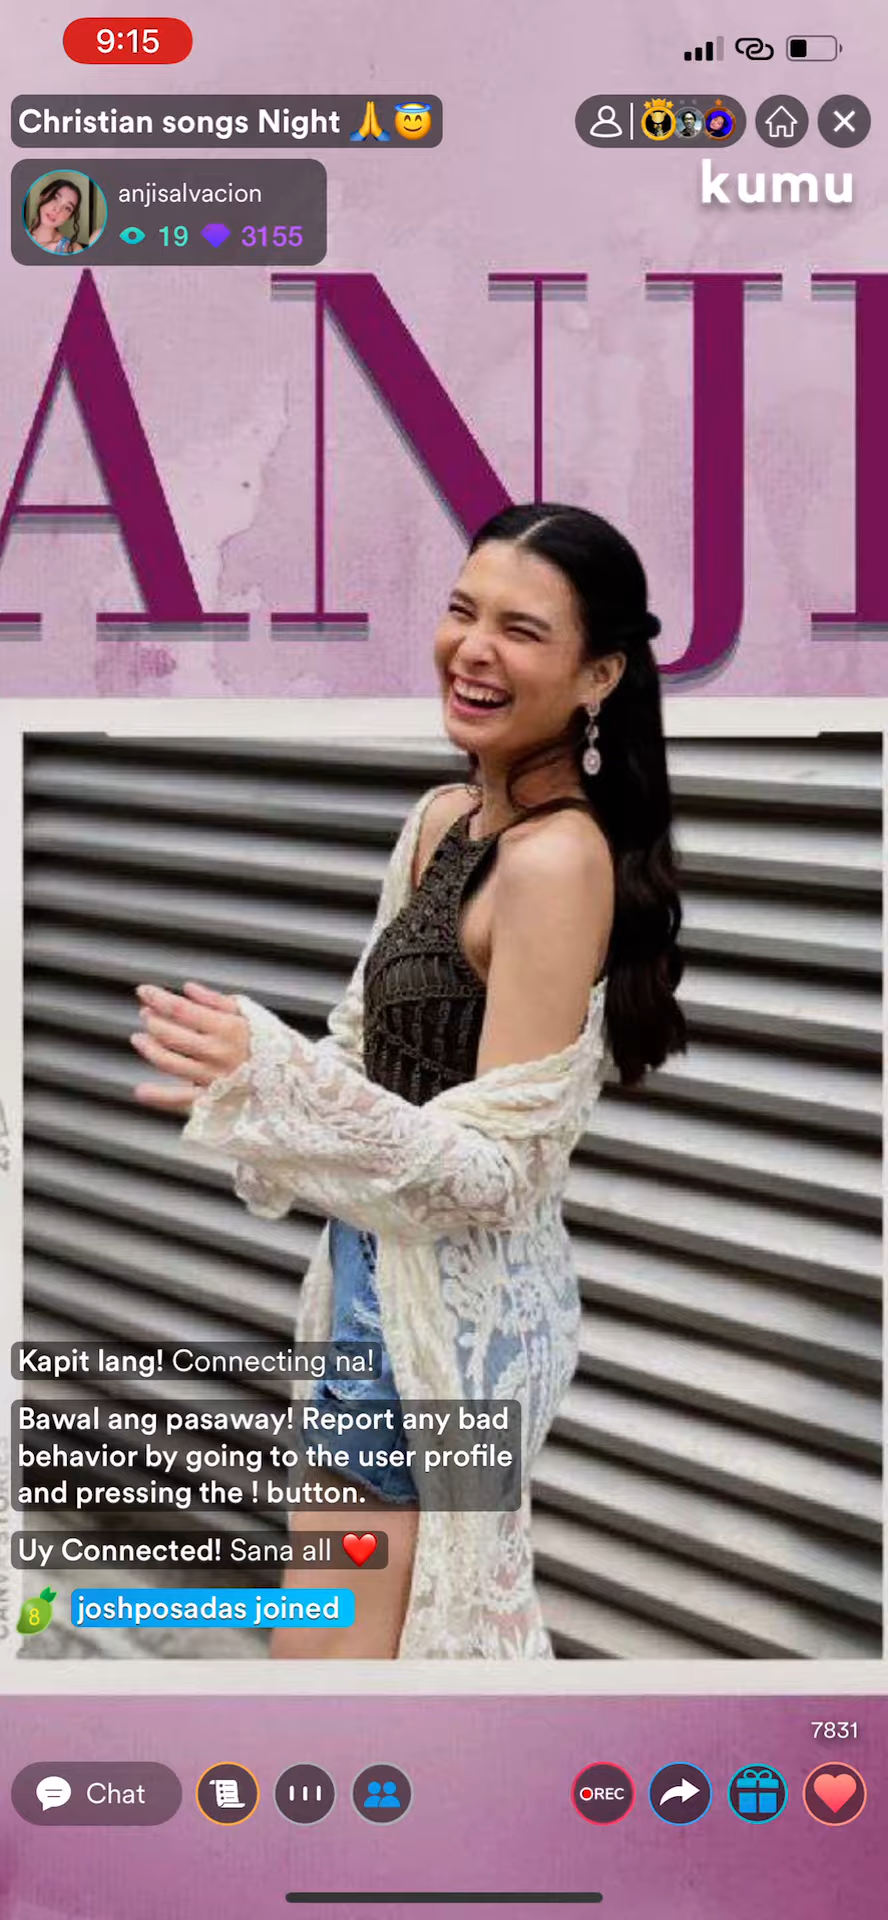 9:15
Christian songs Night 🙏😇
anjisalvacion
19 3155
kumu
ANJI
Kapit lang! Connecting na!
Bawal ang pasaway! Report any bad
behavior by going to the user profile
and pressing the ! button.
Uy Connected! Sana all ❤️
8 joshposadas joined
7831
Chat
REC